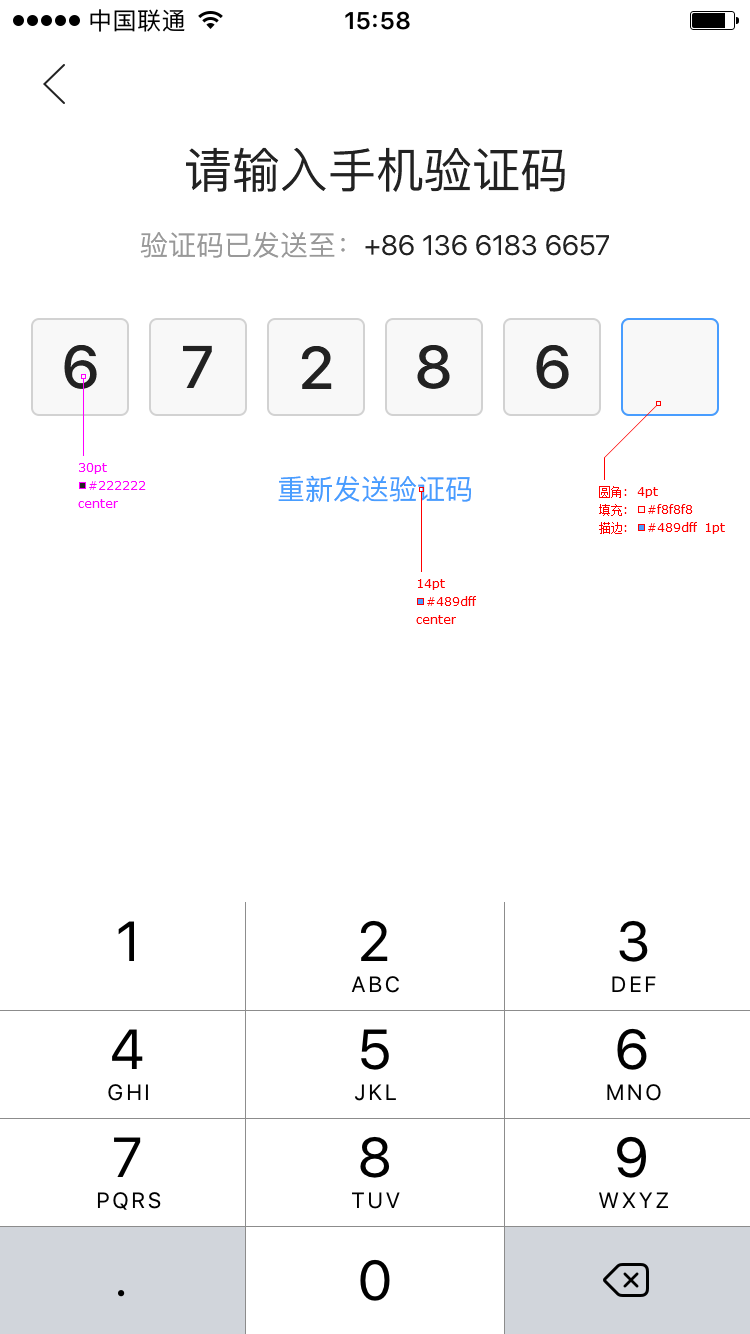 中国联通 15:58
请输入手机验证码
验证码已发送至：+86 136 6183 6657
6 7 2 8 6
30pt
#222222
center
重新发送验证码
14pt
#489dff
center
圆角： 4pt
填充： #f8f8f8
描边： #489dff 1pt
1 2 3
ABC DEF
4 5 6
GHI JKL MNO
7 8 9
PQRS TUV WXYZ
. 0